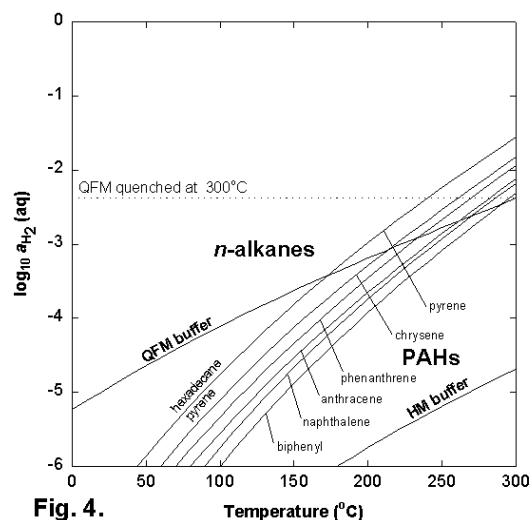 0
-1
-2
-3
-4
-5
-6
log10 aH2 (aq)
QFM quenched at 300°C
n-alkanes
QFM buffer
hexadecane
pyrene
pyrene
chrysene
PAHs
phenanthrene
anthracene
naphthalene
biphenyl
HM buffer
0 50 100 150 200 250 300
Fig. 4. Temperature (°C)